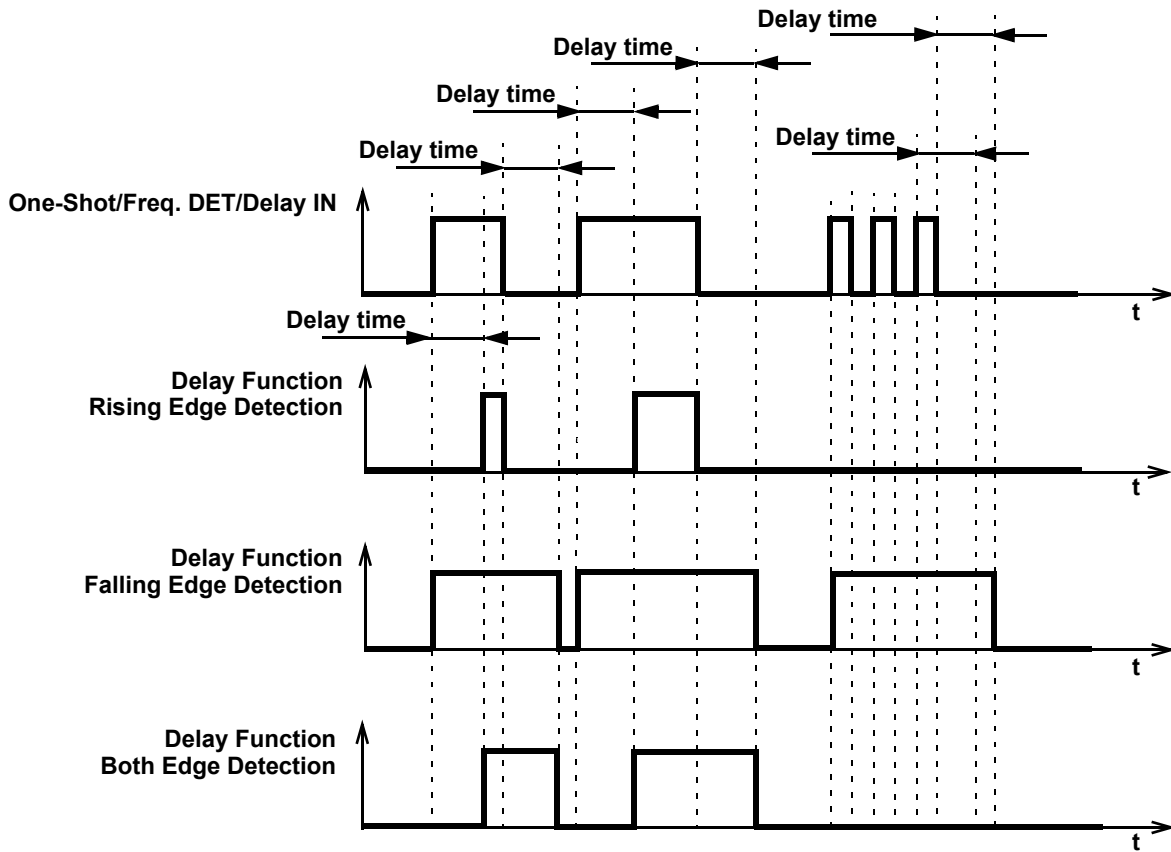 Delay time
Delay time
Delay time
Delay time
Delay time
One-Shot/Freq. DET/Delay IN
t
Delay time
Delay Function
Rising Edge Detection
t
Delay Function
Falling Edge Detection
t
Delay Function
Both Edge Detection
t